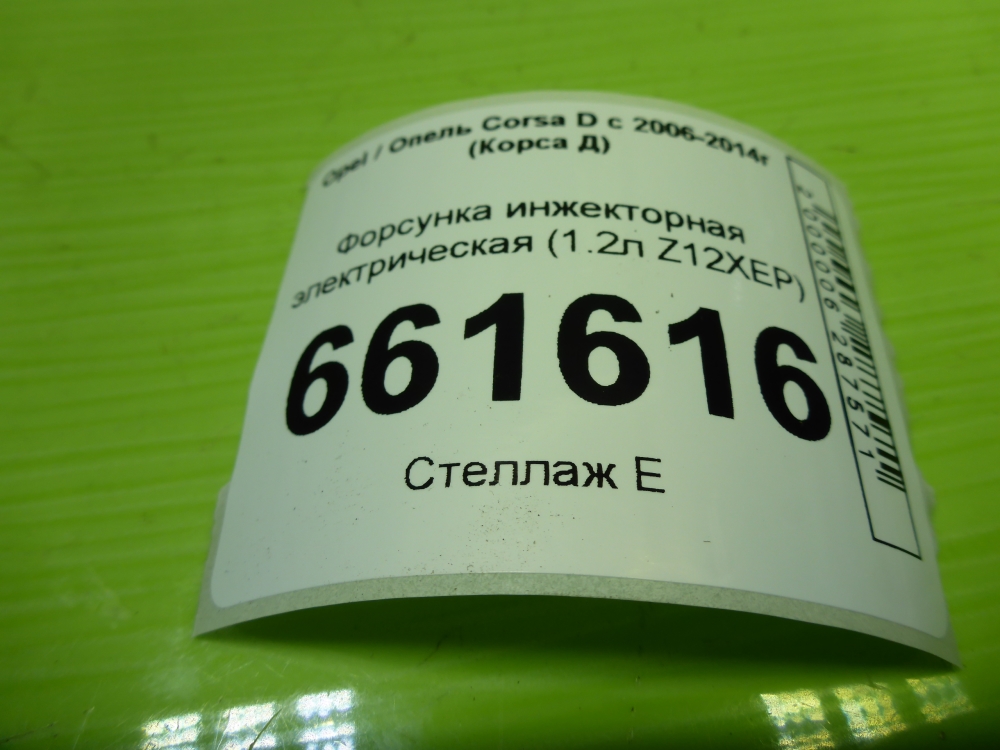 Opel / Опель Corsa D с 2006-2014г
(Корса Д)
Форсунка инжекторная
электрическая (1.2л Z12XEP)
661616
Стеллаж Е
2000006287571